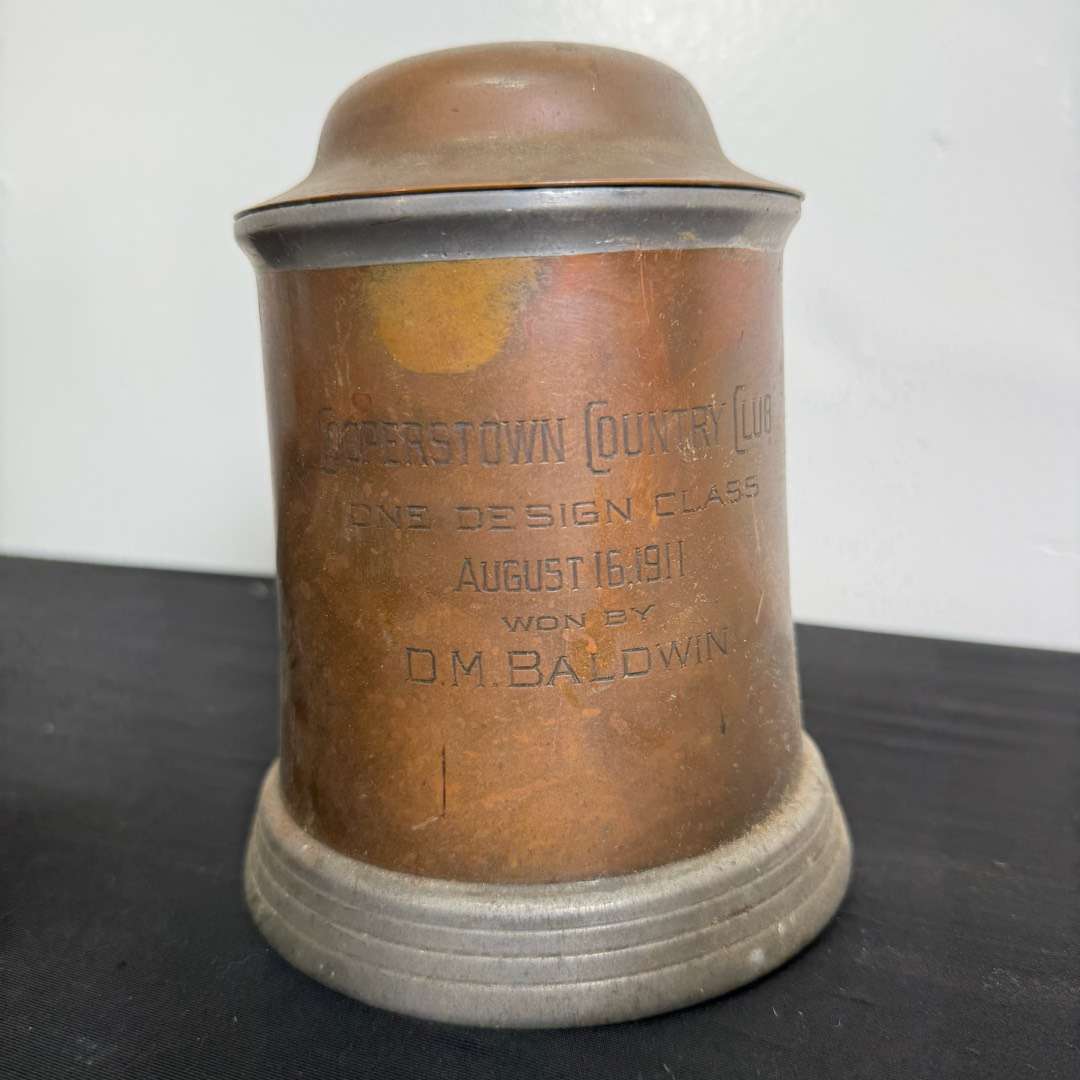 COOPERSTOWN COUNTRY CLUB
ONE DESIGN CLASS
AUGUST 16, 1911
WON BY
D.M. BALDWIN